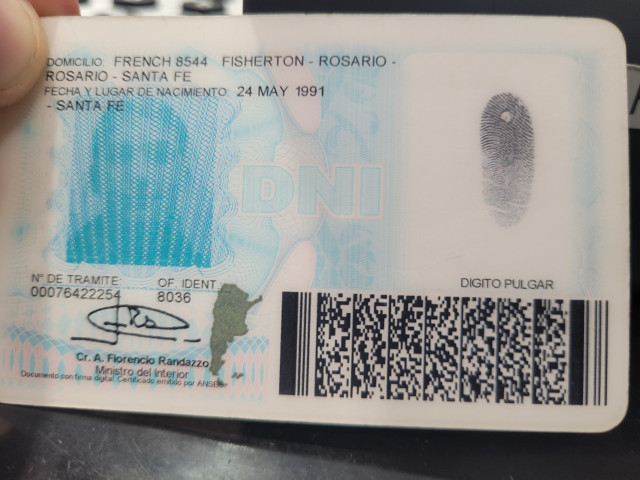 DOMICILIO: FRENCH 8544 FISHERTON - ROSARIO -
ROSARIO - SANTA FE
FECHA Y LUGAR DE NACIMIENTO: 24 MAY 1991
- SANTA FE
DNI
DIGITO PULGAR
N° DE TRAMITE: OF. IDENT.
00076422254 8036
Cr. A. Florencio Randazzo
Ministro del Interior
Documento con firma digital. Certificado emitido por ANSES